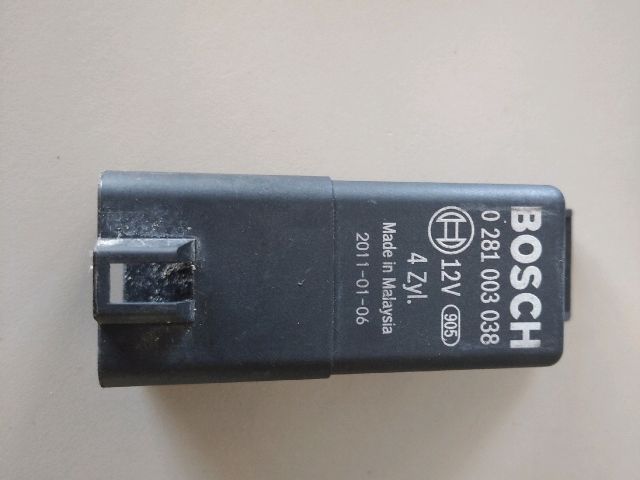 BOSCH
0 281 003 038
12V 905
4 Zyl.
Made in Malaysia
2011-01-06